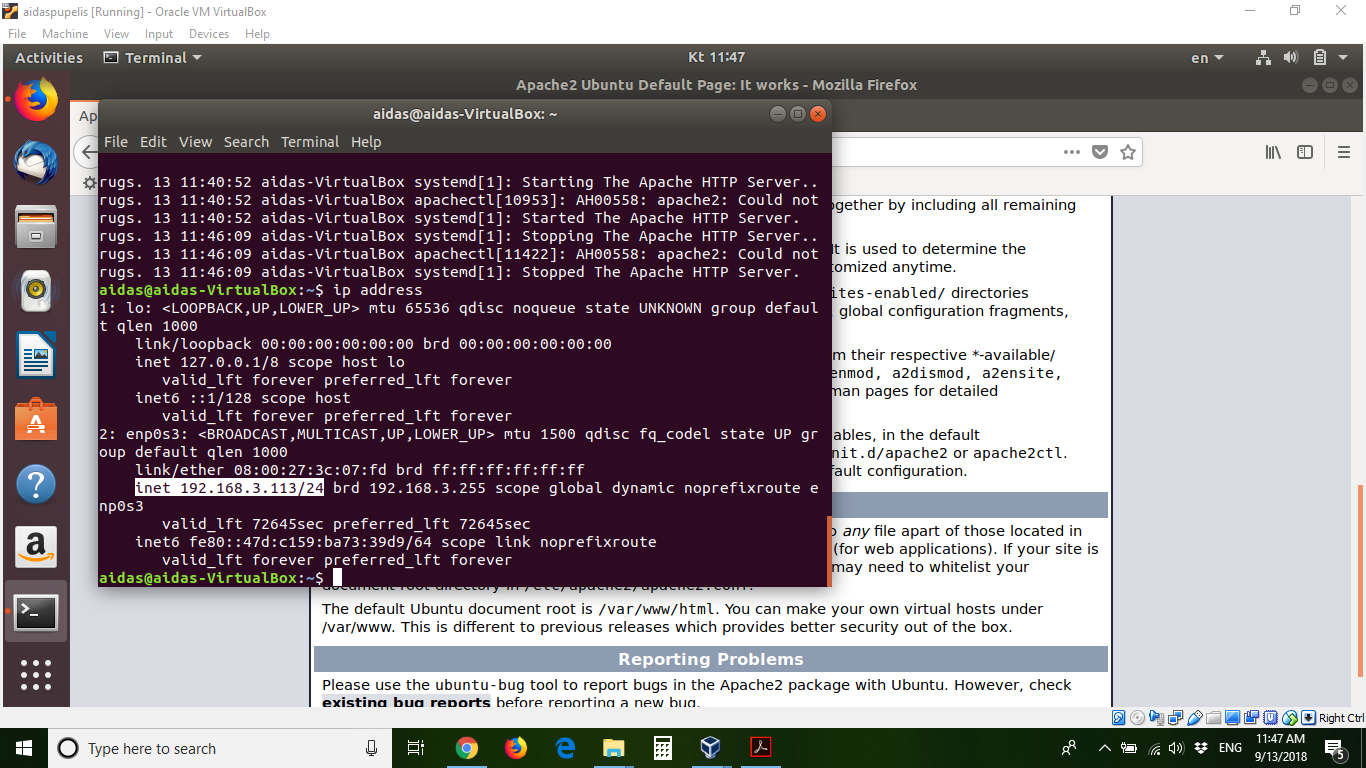 aidaspupelis [Running] - Oracle VM VirtualBox
File Machine View Input Devices Help
Activities Terminal Kt 11:47 en
Apache2 Ubuntu Default Page: It works - Mozilla Firefox
Ap
aidas@aidas-VirtualBox: ~
File Edit View Search Terminal Help
rugs. 13 11:40:52 aidas-VirtualBox systemd[1]: Starting The Apache HTTP Server..
rugs. 13 11:40:52 aidas-VirtualBox apachectl[10953]: AH00558: apache2: Could not
rugs. 13 11:40:52 aidas-VirtualBox systemd[1]: Started The Apache HTTP Server.
rugs. 13 11:46:09 aidas-VirtualBox systemd[1]: Stopping The Apache HTTP Server..
rugs. 13 11:46:09 aidas-VirtualBox apachectl[11422]: AH00558: apache2: Could not
rugs. 13 11:46:09 aidas-VirtualBox systemd[1]: Stopped The Apache HTTP Server.
aidas@aidas-VirtualBox:~$ ip address
1: lo: <LOOPBACK,UP,LOWER_UP> mtu 65536 qdisc noqueue state UNKNOWN group defaul
t qlen 1000
link/loopback 00:00:00:00:00:00 brd 00:00:00:00:00:00
inet 127.0.0.1/8 scope host lo
valid_lft forever preferred_lft forever
inet6 ::1/128 scope host
valid_lft forever preferred_lft forever
2: enp0s3: <BROADCAST,MULTICAST,UP,LOWER_UP> mtu 1500 qdisc fq_codel state UP gr
oup default qlen 1000
link/ether 08:00:27:3c:07:fd brd ff:ff:ff:ff:ff:ff
inet 192.168.3.113/24 brd 192.168.3.255 scope global dynamic noprefixroute e
np0s3
valid_lft 72645sec preferred_lft 72645sec
inet6 fe80::47d:c159:ba73:39d9/64 scope link noprefixroute
valid_lft forever preferred_lft forever
aidas@aidas-VirtualBox:~$
ogether by including all remaining
It is used to determine the
tomized anytime.
ites-enabled/ directories
global configuration fragments,
m their respective *-available/
enmod, a2dismod, a2ensite,
man pages for detailed
ables, in the default
nit.d/apache2 or apache2ctl.
fault configuration.
any file apart of those located in
(for web applications). If your site is
may need to whitelist your
document root directory in /etc/apache2/apache2.conf.
The default Ubuntu document root is /var/www/html. You can make your own virtual hosts under
/var/www. This is different to previous releases which provides better security out of the box.
Reporting Problems
Please use the ubuntu-bug tool to report bugs in the Apache2 package with Ubuntu. However, check
existing bug reports before reporting a new bug.
Right Ctrl
Type here to search
ENG
11:47 AM
9/13/2018
5